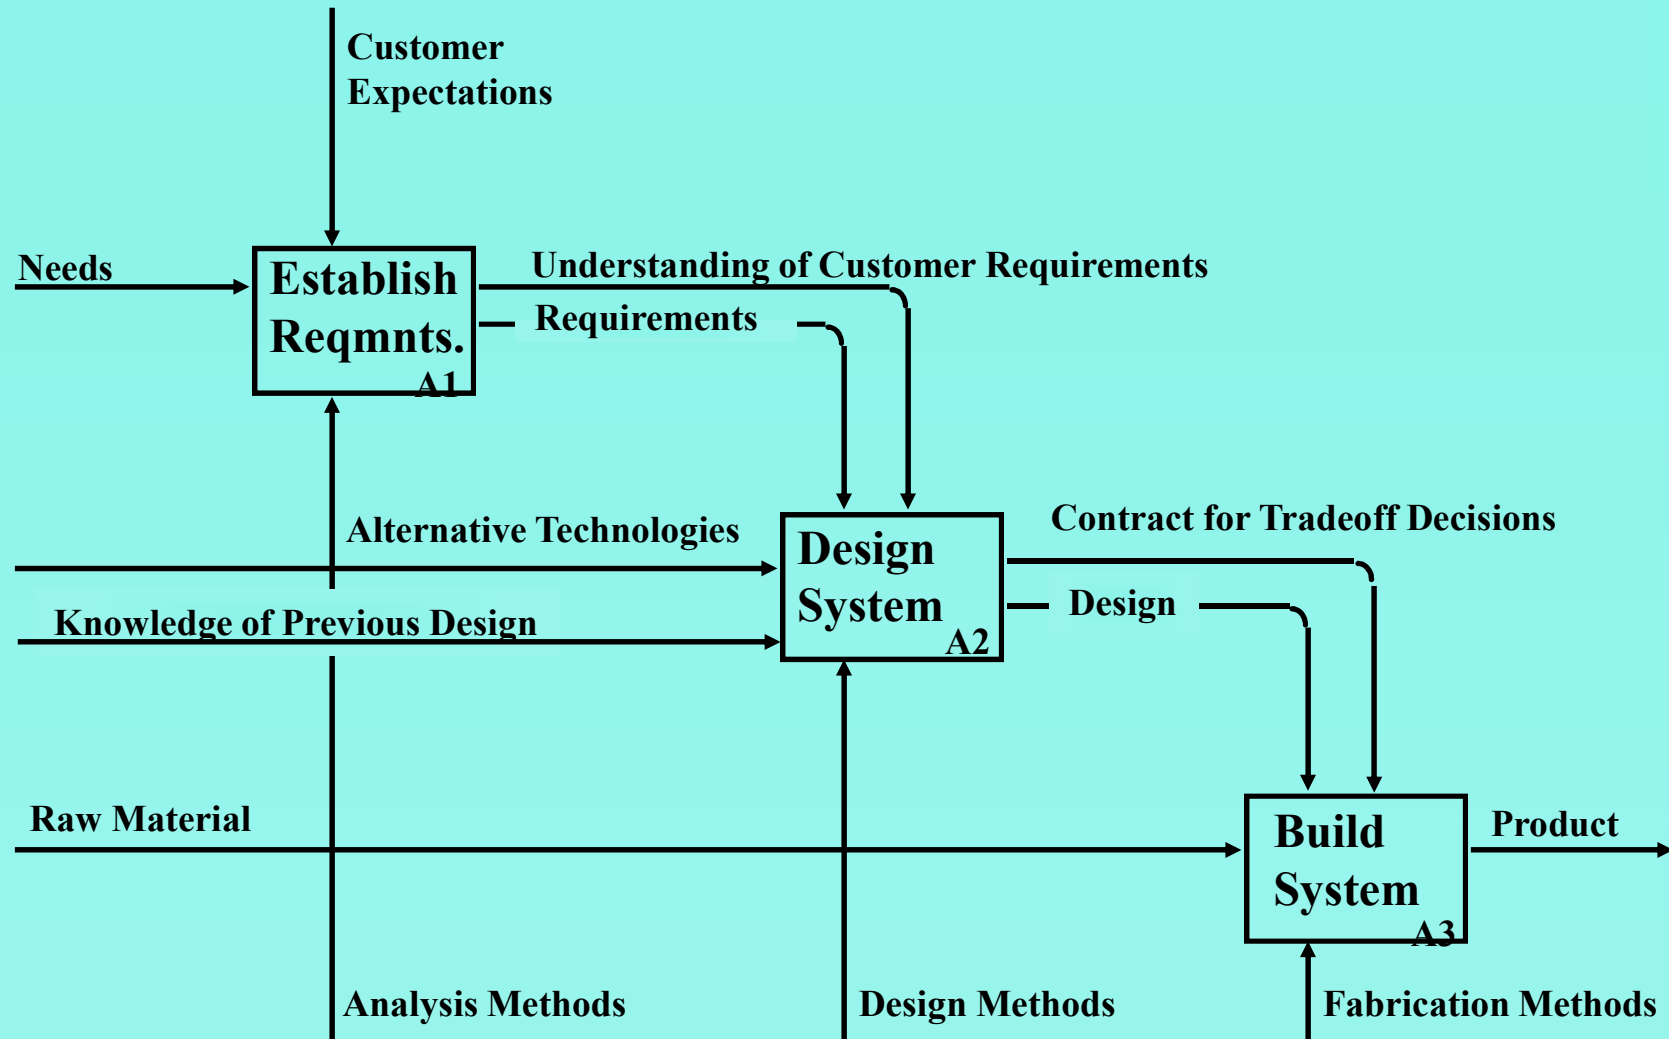 Customer
Expectations
Needs
Establish
Reqmnts.
A1
Understanding of Customer Requirements
Requirements
Alternative Technologies
Knowledge of Previous Design
Design
System
A2
Contract for Tradeoff Decisions
Design
Raw Material
Build
System
A3
Product
Analysis Methods
Design Methods
Fabrication Methods